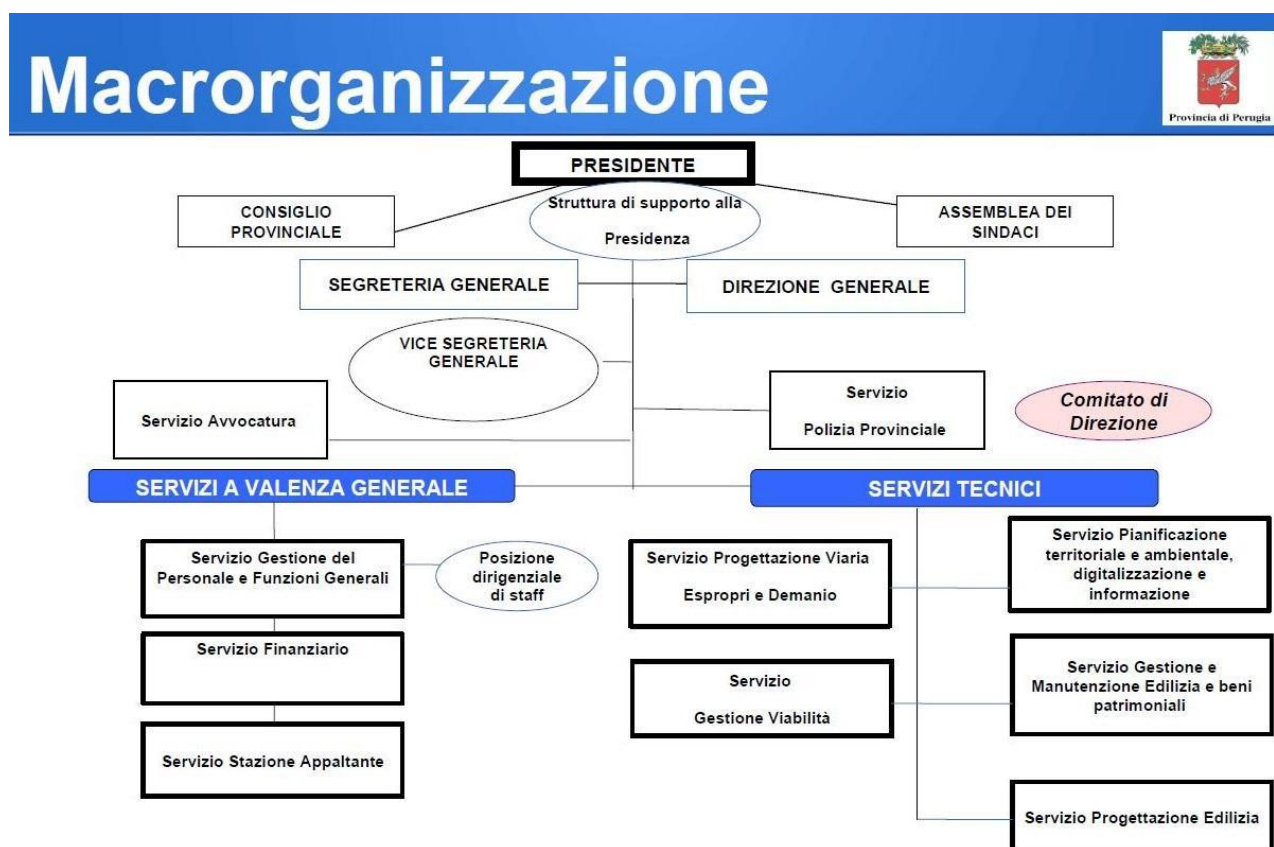 Macrorganizzazione
Provincia di Perugia
PRESIDENTE
CONSIGLIO
PROVINCIALE
Struttura di supporto alla
Presidenza
ASSEMBLEA DEI
SINDACI
SEGRETERIA GENERALE
DIREZIONE GENERALE
VICE SEGRETERIA
GENERALE
Servizio Avvocatura
Servizio
Polizia Provinciale
Comitato di
Direzione
SERVIZI A VALENZA GENERALE
SERVIZI TECNICI
Servizio Gestione del
Personale e Funzioni Generali
Posizione
dirigenziale
di staff
Servizio Finanziario
Servizio Stazione Appaltante
Servizio Progettazione Viaria
Espropri e Demanio
Servizio Pianificazione
territoriale e ambientale,
digitalizzazione e
informazione
Servizio
Gestione Viabilità
Servizio Gestione e
Manutenzione Edilizia e beni
patrimoniali
Servizio Progettazione Edilizia